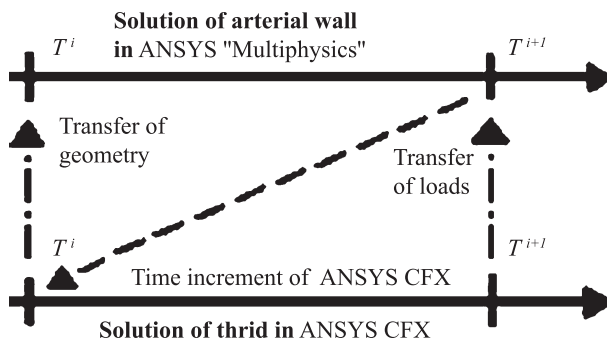 Solution of arterial wall
in ANSYS "Multiphysics"
T i
T i+1
Transfer of
geometry
Transfer
of loads
T i
T i+1
Time increment of ANSYS CFX
Solution of thrid in ANSYS CFX